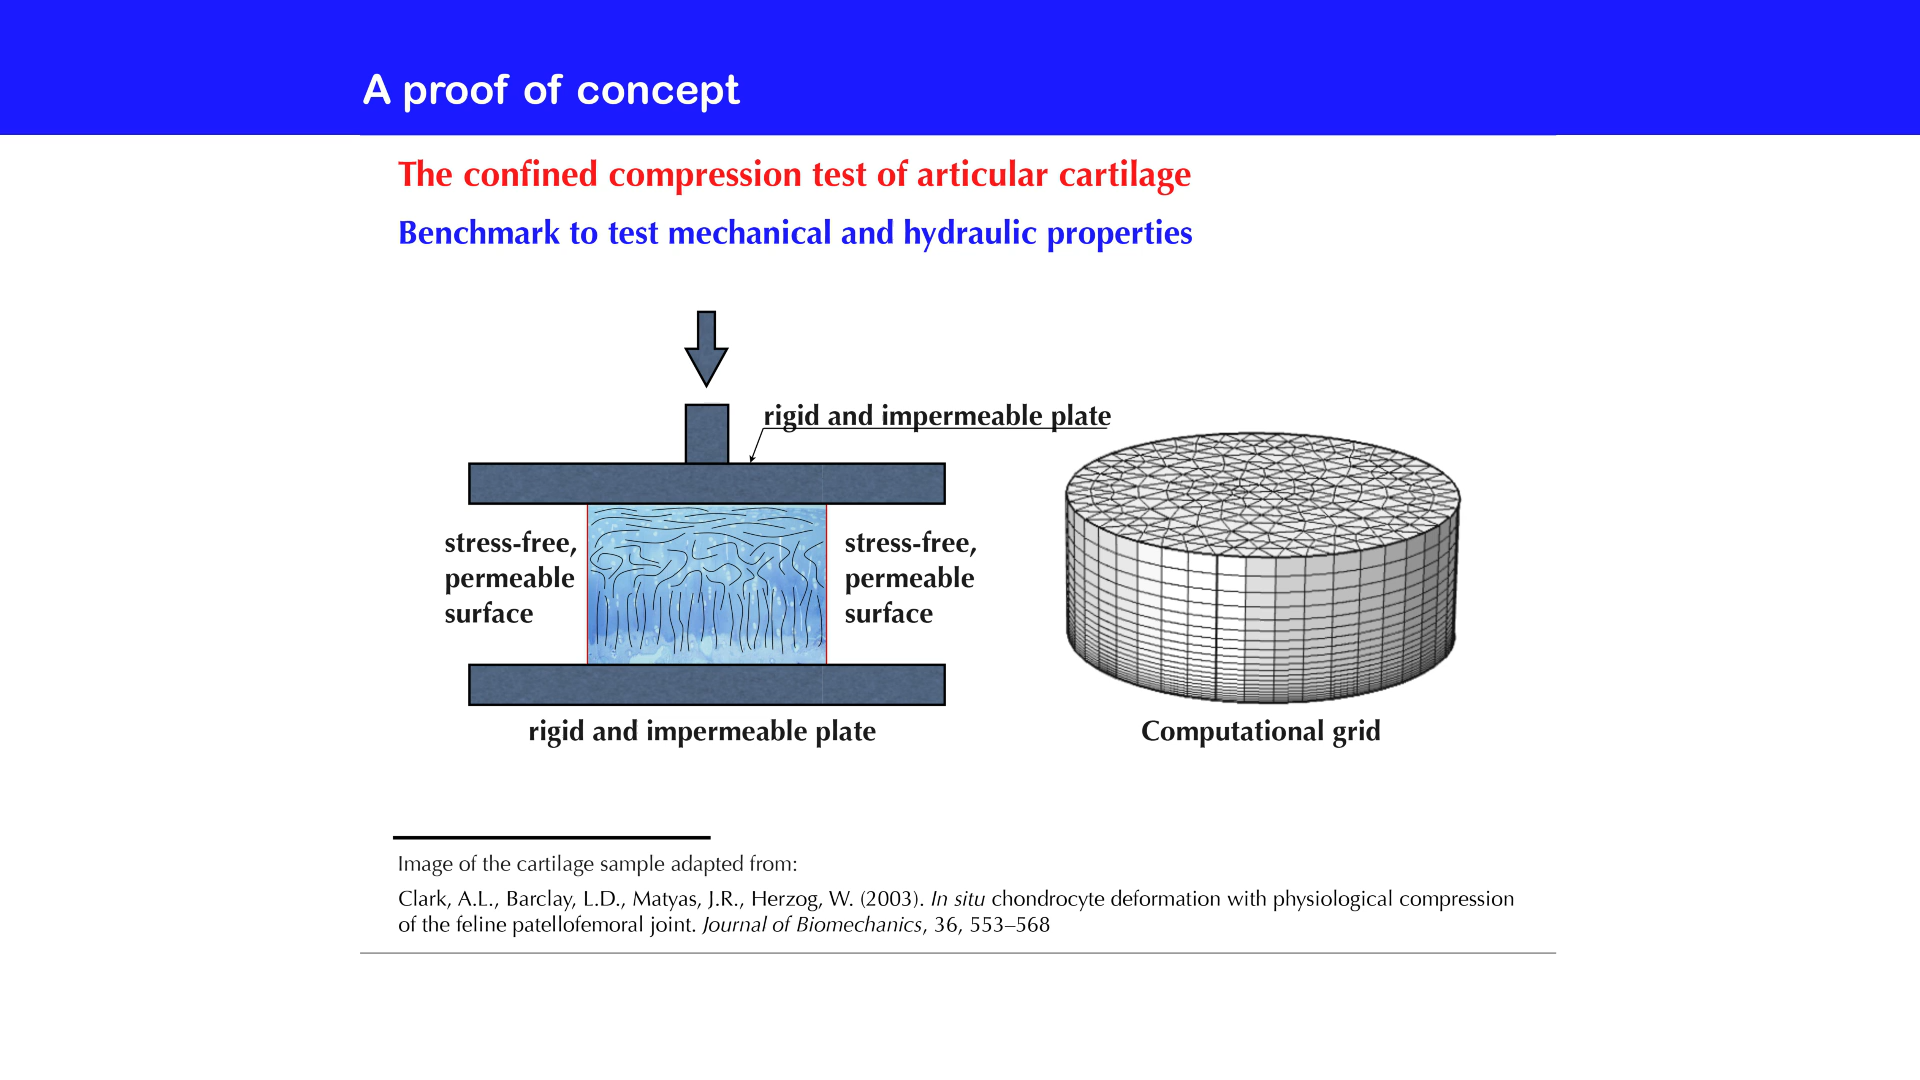 A proof of concept
The confined compression test of articular cartilage
Benchmark to test mechanical and hydraulic properties
rigid and impermeable plate
stress-free,
permeable
surface
stress-free,
permeable
surface
rigid and impermeable plate
Computational grid
Image of the cartilage sample adapted from:
Clark, A.L., Barclay, L.D., Matyas, J.R., Herzog, W. (2003). In situ chondrocyte deformation with physiological compression
of the feline patellofemoral joint. Journal of Biomechanics, 36, 553–568